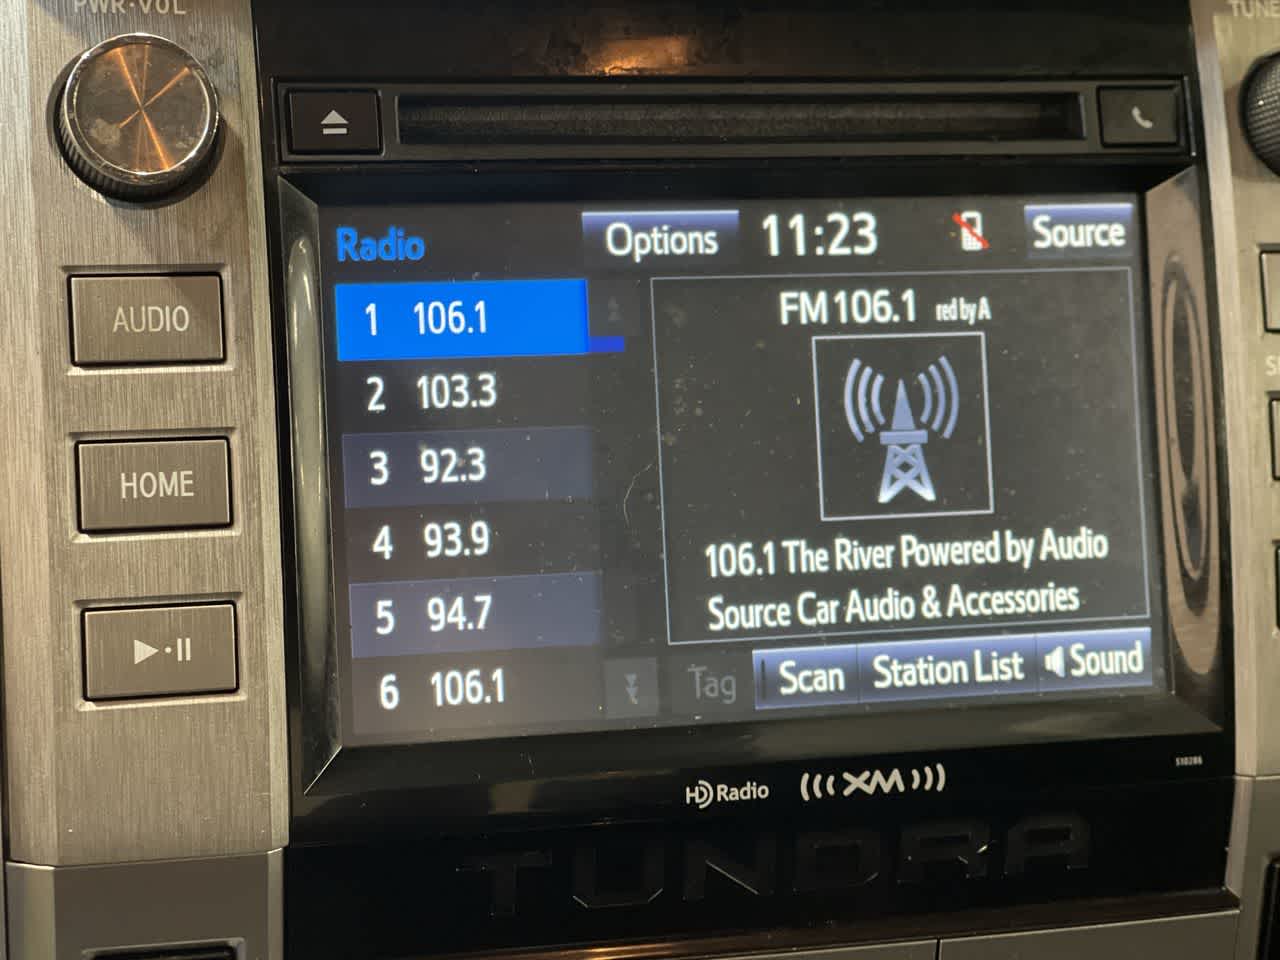 PWR·VOL
TUNE
Radio
Options
11:23
Source
1 106.1
2 103.3
3 92.3
4 93.9
5 94.7
6 106.1
FM 106.1 red by A
106.1 The River Powered by Audio
Source Car Audio & Accessories
Tag
Scan
Station List
Sound
AUDIO
HOME
HD Radio
XM
510286
TUNDRA